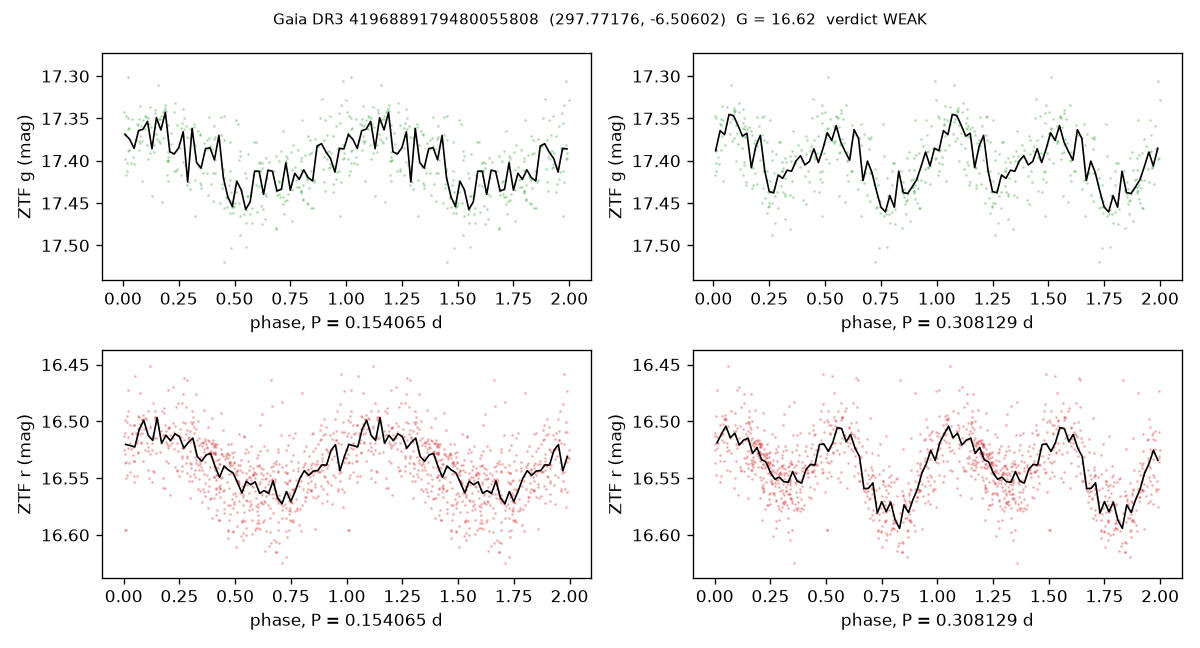 Gaia DR3 4196889179480055808 (297.77176, -6.50602) G = 16.62 verdict WEAK
ZTF g (mag)
17.30
17.35
17.40
17.45
17.50
0.00 0.25 0.50 0.75 1.00 1.25 1.50 1.75 2.00
phase, P = 0.154065 d
ZTF g (mag)
17.30
17.35
17.40
17.45
17.50
0.00 0.25 0.50 0.75 1.00 1.25 1.50 1.75 2.00
phase, P = 0.308129 d
ZTF r (mag)
16.45
16.50
16.55
16.60
0.00 0.25 0.50 0.75 1.00 1.25 1.50 1.75 2.00
phase, P = 0.154065 d
ZTF r (mag)
16.45
16.50
16.55
16.60
0.00 0.25 0.50 0.75 1.00 1.25 1.50 1.75 2.00
phase, P = 0.308129 d